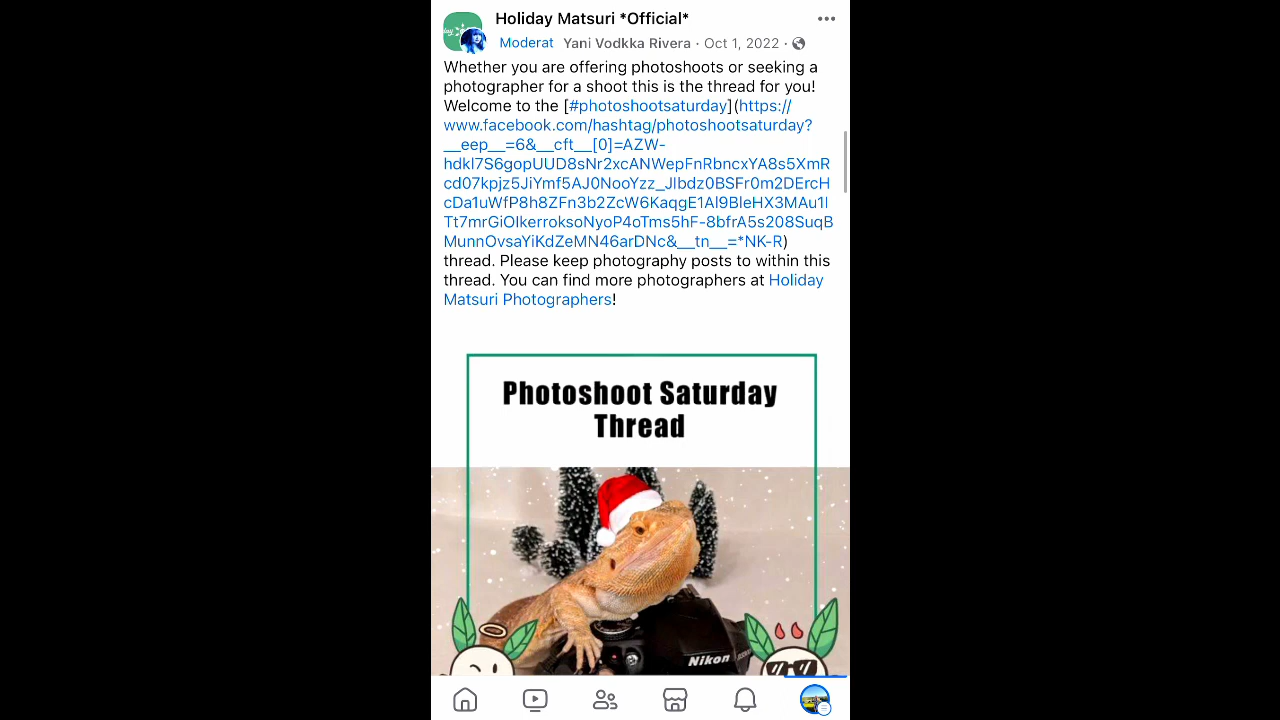 Holiday Matsuri *Official*
Moderat Yani Vodkka Rivera · Oct 1, 2022 ·
Whether you are offering photoshoots or seeking a
photographer for a shoot this is the thread for you!
Welcome to the [#photoshootsaturday](https://
www.facebook.com/hashtag/photoshootsaturday?
__eep__=6&__cft__[0]=AZW-
hdkl7S6gopUUD8sNr2xcANWepFnRbncxYA8s5XmR
cd07kpjz5JiYmf5AJ0NooYzz_JIbdz0BSFr0m2DErcH
cDa1uWfP8h8ZFn3b2ZcW6KaqgE1Al9BIeHX3MAu1I
Tt7mrGiOIkerroksoNyoP4oTms5hF-8bfrA5s208SuqB
MunnOvsaYiKdZeMN46arDNc&__tn__=*NK-R)
thread. Please keep photography posts to within this
thread. You can find more photographers at Holiday
Matsuri Photographers!
Photoshoot Saturday
Thread
Nikon